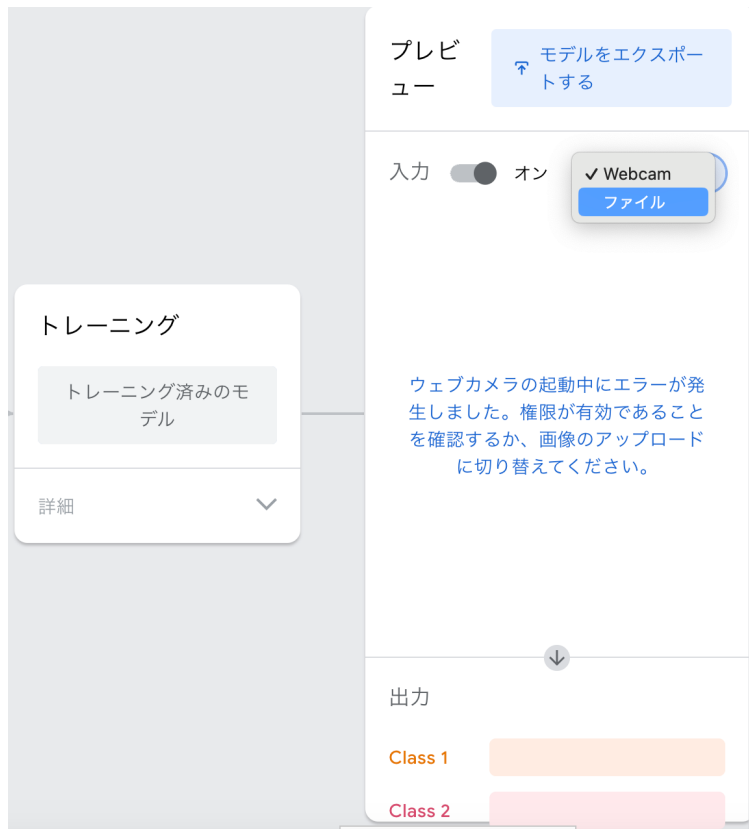 トレーニング
トレーニング済みのモ
デル
詳細
プレビ
ュー
モデルをエクスポー
トする
入力
オン
✓ Webcam
ファイル
ウェブカメラの起動中にエラーが発
生しました。権限が有効であること
を確認するか、画像のアップロード
に切り替えてください。
出力
Class 1
Class 2